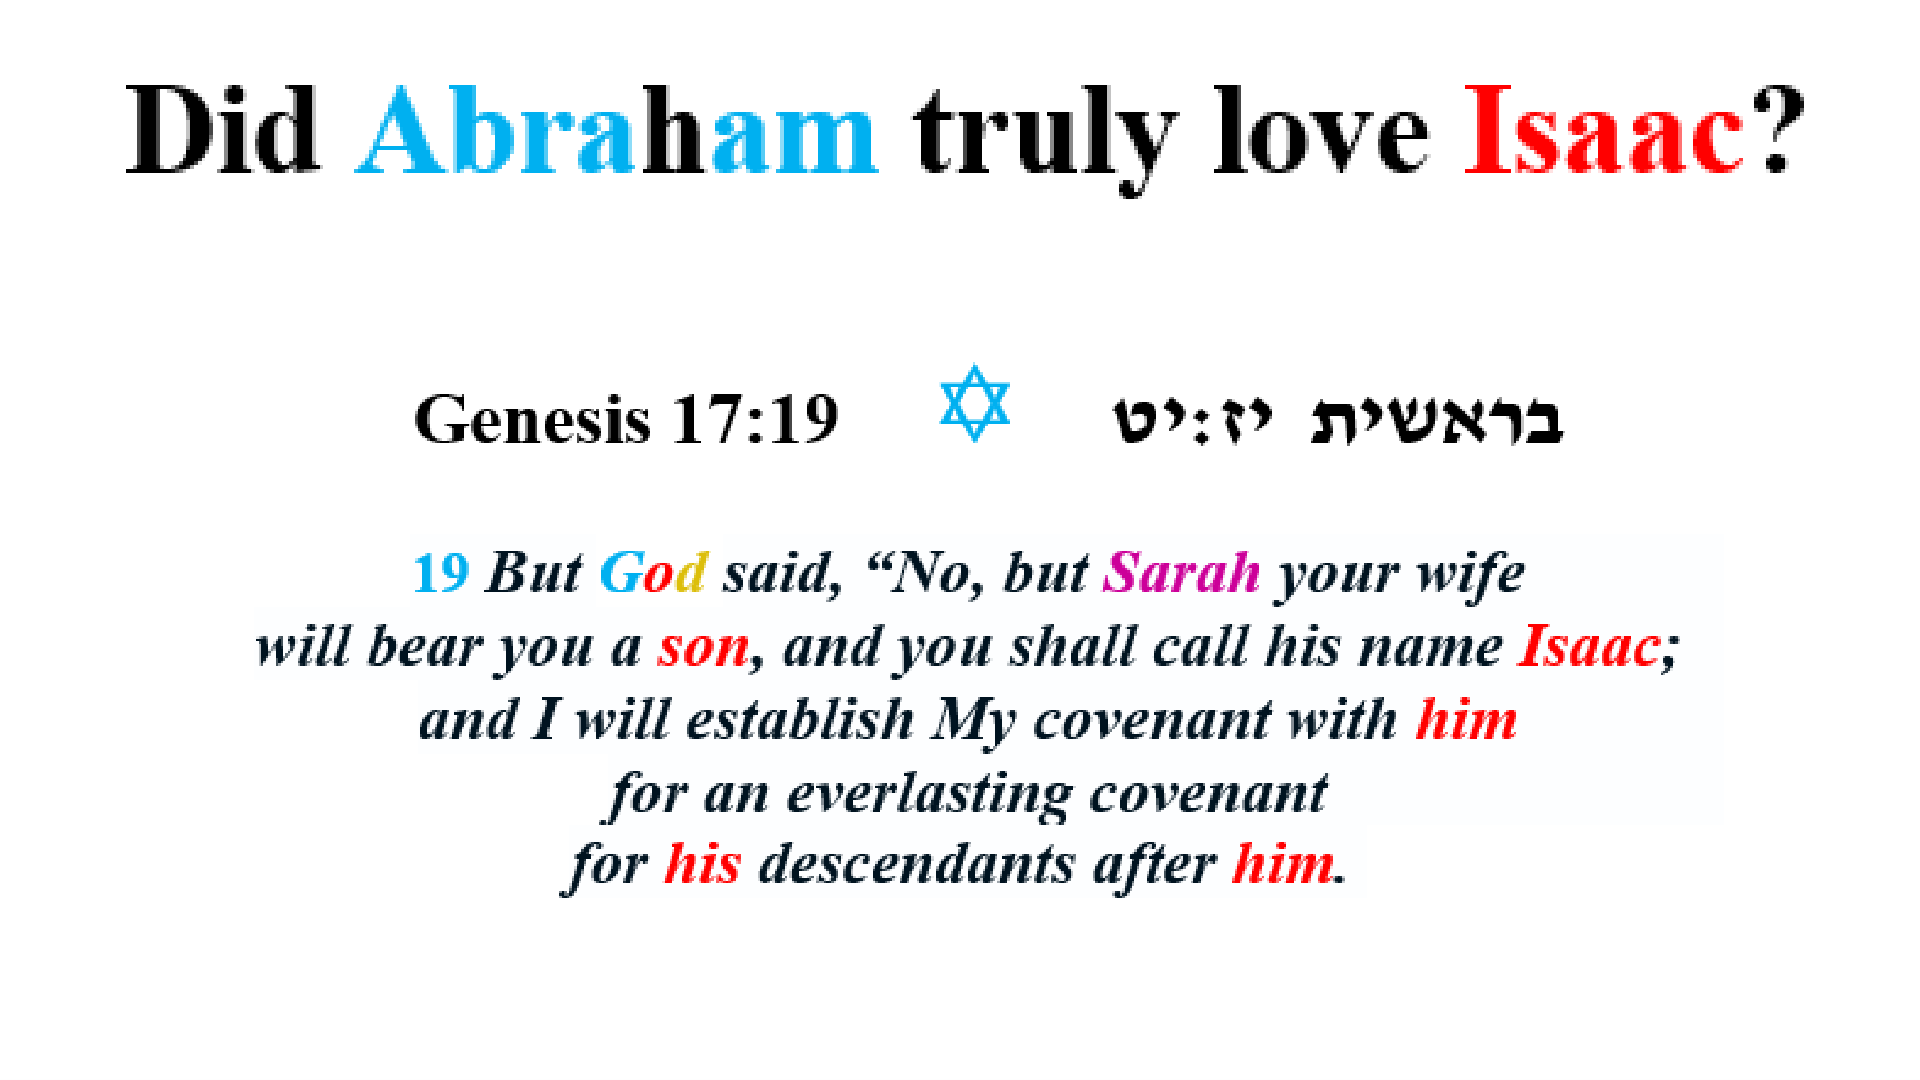 Did Abraham truly love Isaac?
Genesis 17:19 ✡ בראשית יז:יט
19 But God said, “No, but Sarah your wife
will bear you a son, and you shall call his name Isaac;
and I will establish My covenant with him
for an everlasting covenant
for his descendants after him.